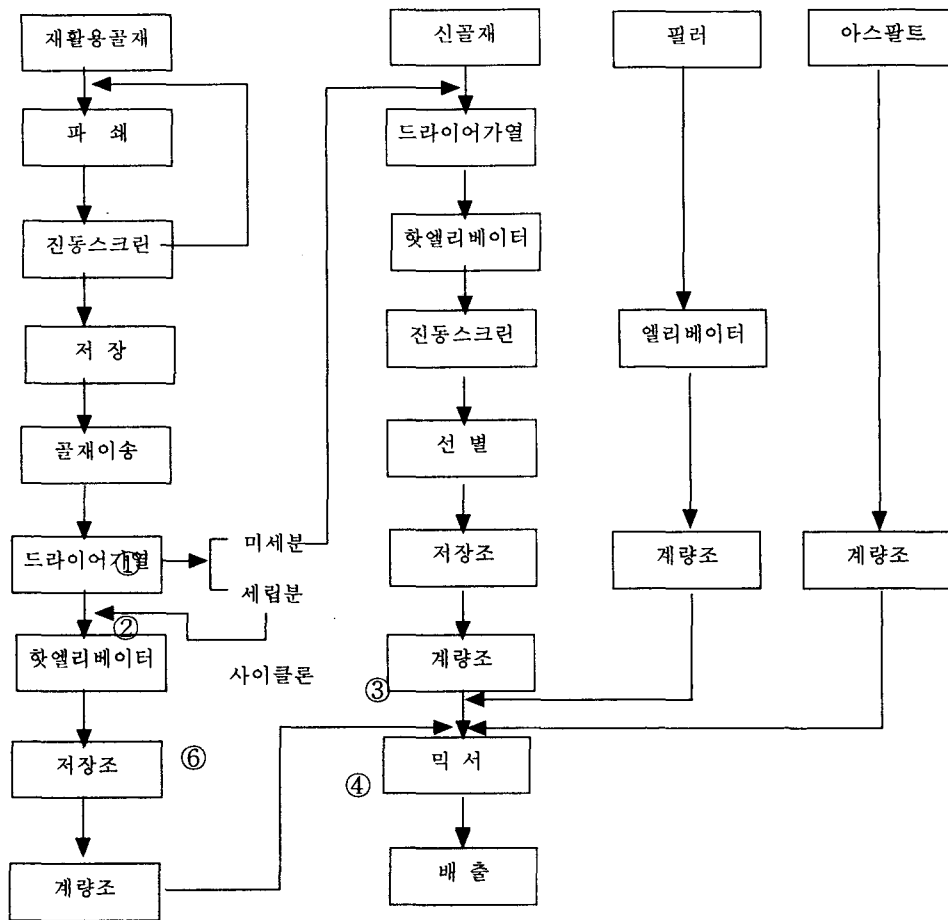 재활용골재
파 쇄
진동스크린
저 장
골재이송
드라이어가열
①
미세분
세립분
②
핫엘리베이터
사이클론
저장조
⑥
계량조
신골재
드라이어가열
핫엘리베이터
진동스크린
선 별
저장조
계량조
③
믹 서
④
배 출
필러
엘리베이터
계량조
아스팔트
계량조